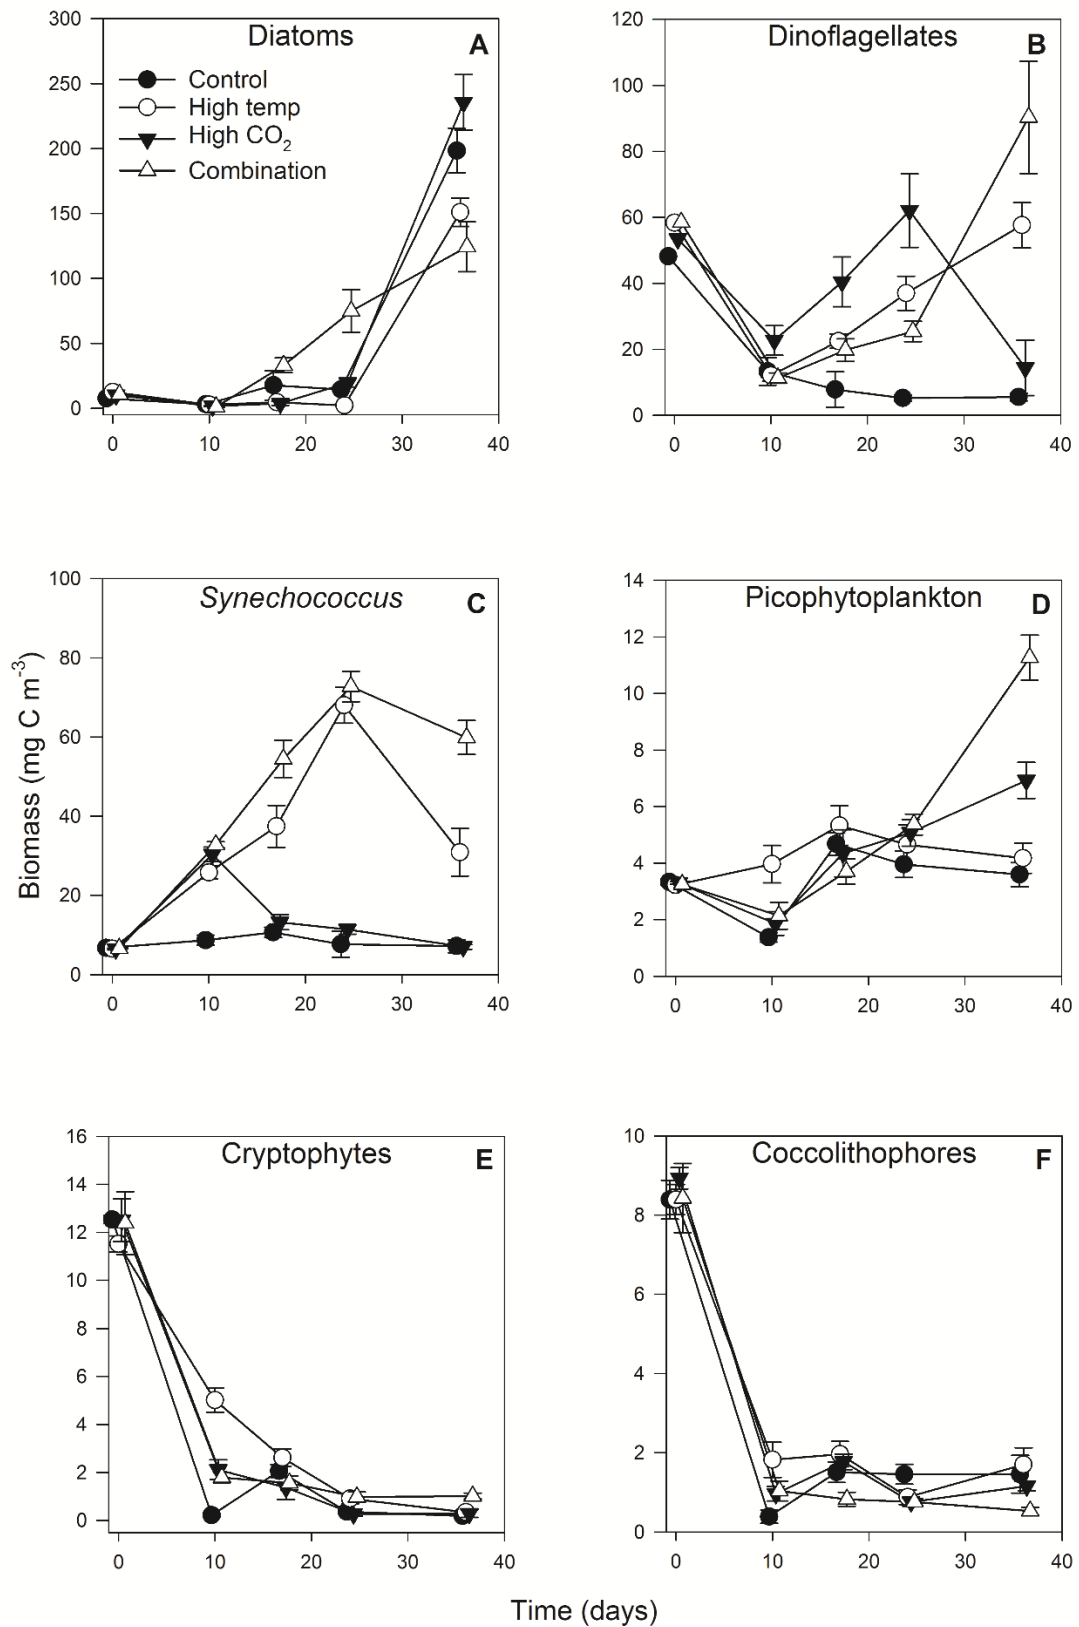 Diatoms
A
Control
High temp
High CO2
Combination
300
250
200
150
100
50
0
0 10 20 30 40
Dinoflagellates
B
120
100
80
60
40
20
0
0 10 20 30 40
Synechococcus
C
100
80
60
40
20
0
0 10 20 30 40
Picophytoplankton
D
14
12
10
8
6
4
2
0
0 10 20 30 40
Biomass (mg C m-3)
Cryptophytes
E
16
14
12
10
8
6
4
2
0
0 10 20 30 40
Coccolithophores
F
10
8
6
4
2
0
0 10 20 30 40
Time (days)